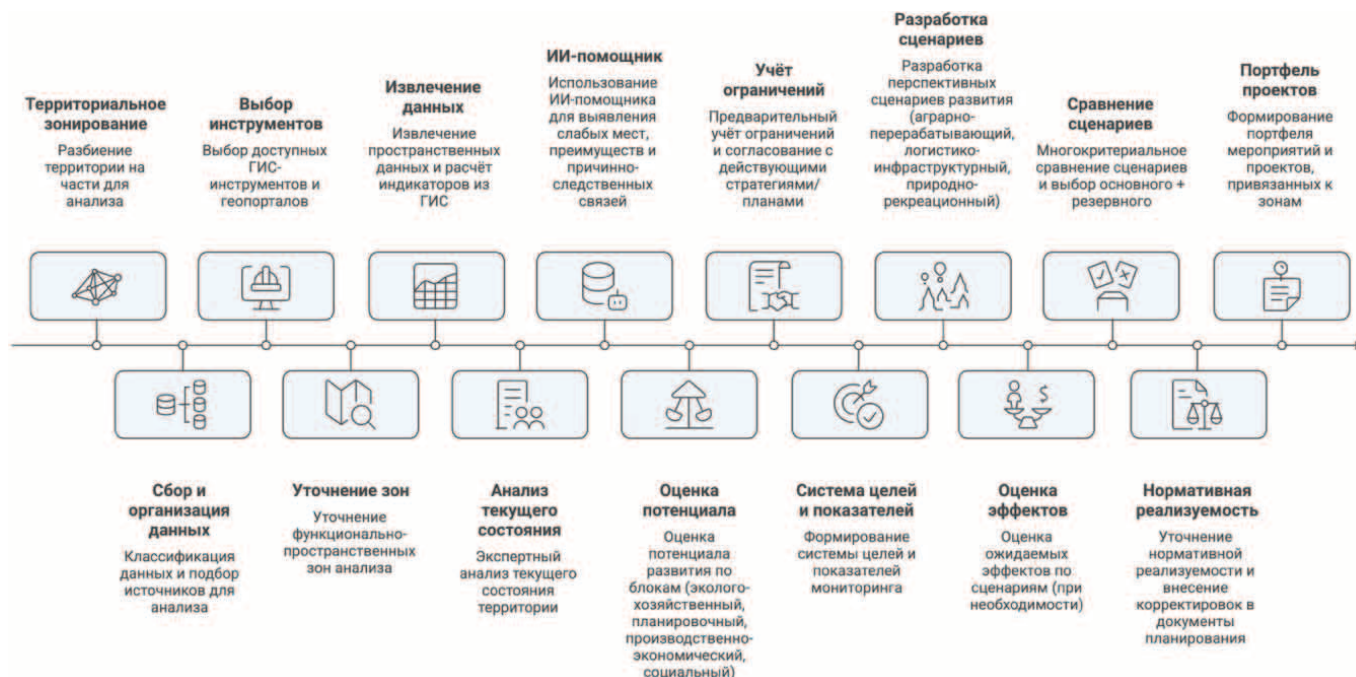 Территориальное
зонирование
Разбиение
территории на
части для
анализа
Сбор и
организация
данных
Классификация
данных и подбор
источников для
анализа
Выбор
инструментов
Выбор доступных
ГИС-
инструментов и
геопорталов
Уточнение зон
Уточнение
функционально-
пространственных
зон анализа
Извлечение
данных
Извлечение
пространственных
данных и расчёт
индикаторов из
ГИС
Анализ
текущего
состояния
Экспертный
анализ текущего
состояния
территории
ИИ-помощник
Использование
ИИ-помощника
для выявления
слабых мест,
преимуществ и
причинно-
следственных
связей
Оценка
потенциала
Оценка
потенциала
развития по
блокам (эколого-
хозяйственный,
планировочный,
производственно-
экономический,
социальный)
Учёт
ограничений
Предварительный
учёт ограничений
и согласование с
действующими
стратегиями/
планами
Система целей
и показателей
Формирование
системы целей и
показателей
мониторинга
Разработка
сценариев
Разработка
перспективных
сценариев развития
(аграрно-
перерабатывающий,
логистико-
инфраструктурный,
природно-
рекреационный)
Оценка
эффектов
Оценка
ожидаемых
эффектов по
сценариям (при
необходимости)
Сравнение
сценариев
Многокритериальное
сравнение сценариев
и выбор основного +
резервного
Нормативная
реализуемость
Уточнение
нормативной
реализуемости и
внесение
корректировок в
документы
планирования
Портфель
проектов
Формирование
портфеля
мероприятий и
проектов,
привязанных к
зонам